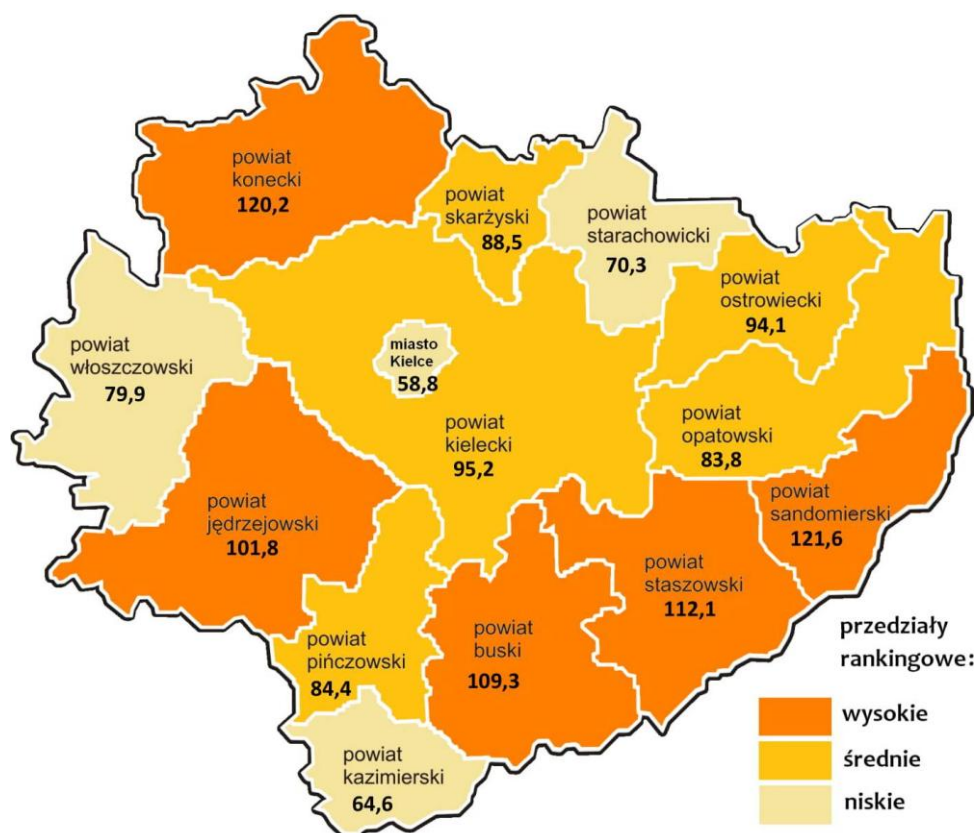 powiat
konecki
120,2
powiat
skarżyski
88,5
powiat
starachowicki
70,3
powiat
ostrowiecki
94,1
powiat
włoszczowski
79,9
miasto
Kielce
58,8
powiat
kielecki
95,2
powiat
opatowski
83,8
powiat
jędrzejowski
101,8
powiat
sandomierski
121,6
powiat
staszowski
112,1
powiat
pińczowski
84,4
powiat
buski
109,3
powiat
kazimierski
64,6
przedziały
rankingowe:
wysokie
średnie
niskie